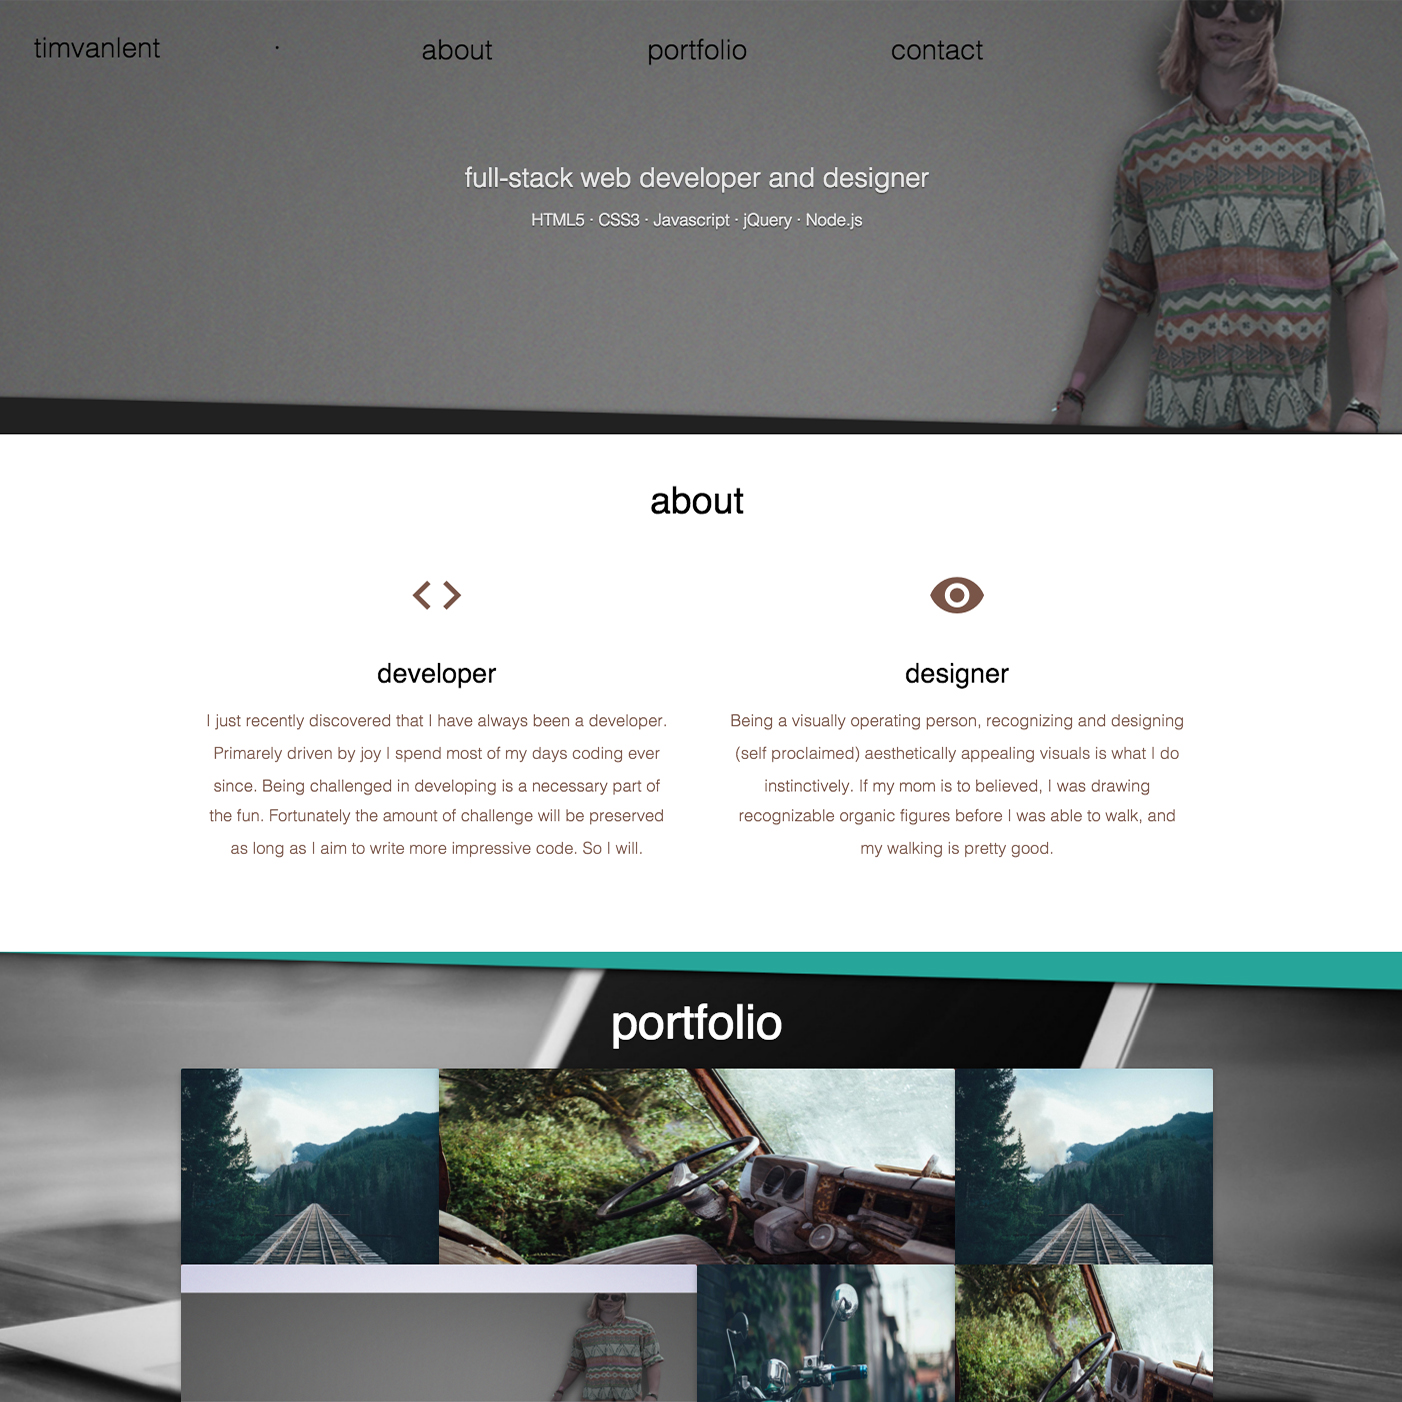 timvanlent · about portfolio contact
full-stack web developer and designer
HTML5 · CSS3 · Javascript · jQuery · Node.js
about
developer
I just recently discovered that I have always been a developer.
Primarely driven by joy I spend most of my days coding ever
since. Being challenged in developing is a necessary part of
the fun. Fortunately the amount of challenge will be preserved
as long as I aim to write more impressive code. So I will.
designer
Being a visually operating person, recognizing and designing
(self proclaimed) aesthetically appealing visuals is what I do
instinctively. If my mom is to believed, I was drawing
recognizable organic figures before I was able to walk, and
my walking is pretty good.
portfolio